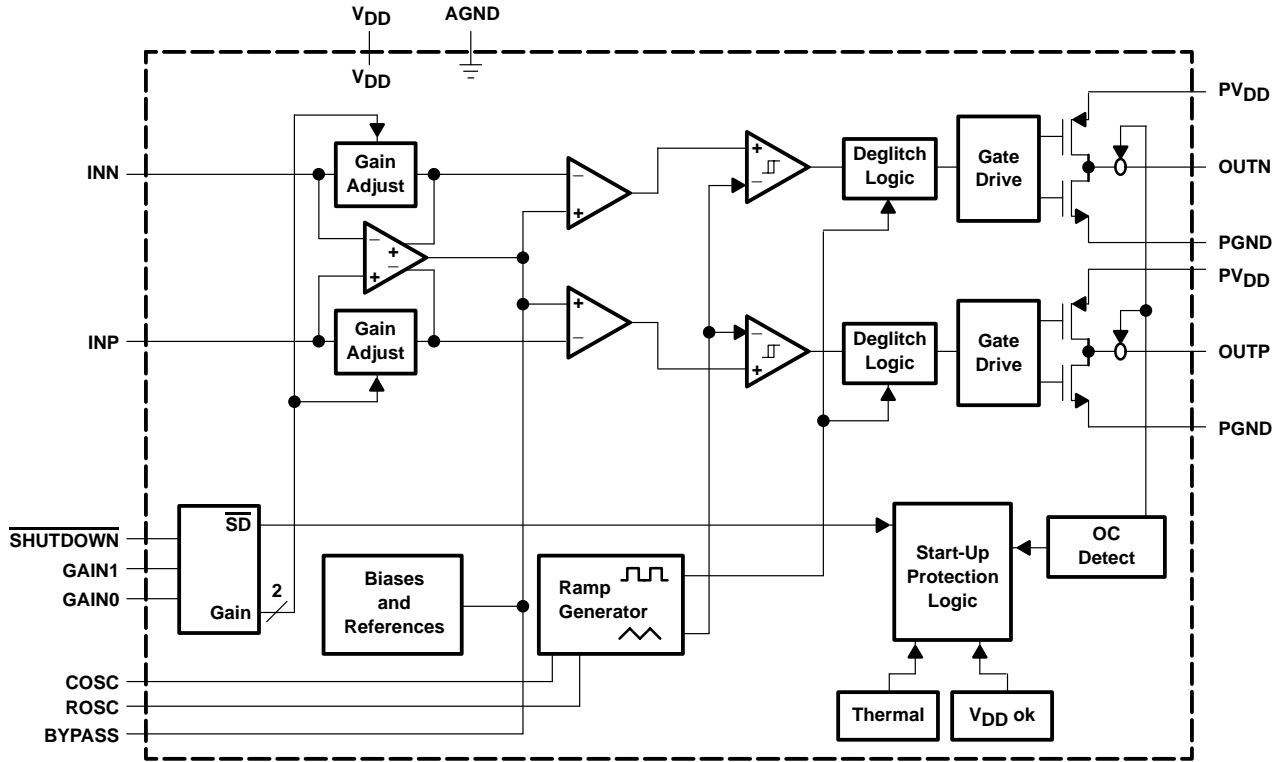 VDD
AGND
VDD
PVDD
INN
Gain
Adjust
−
+
+
−
Deglitch
Logic
Gate
Drive
OUTN
−
+
+
−
PGND
PVDD
INP
Gain
Adjust
+
−
−
+
Deglitch
Logic
Gate
Drive
OUTP
PGND
SHUTDOWN
GAIN1
GAIN0
SD
2
Gain
Biases
and
References
Ramp
Generator
Start-Up
Protection
Logic
OC
Detect
COSC
ROSC
BYPASS
Thermal
VDD ok